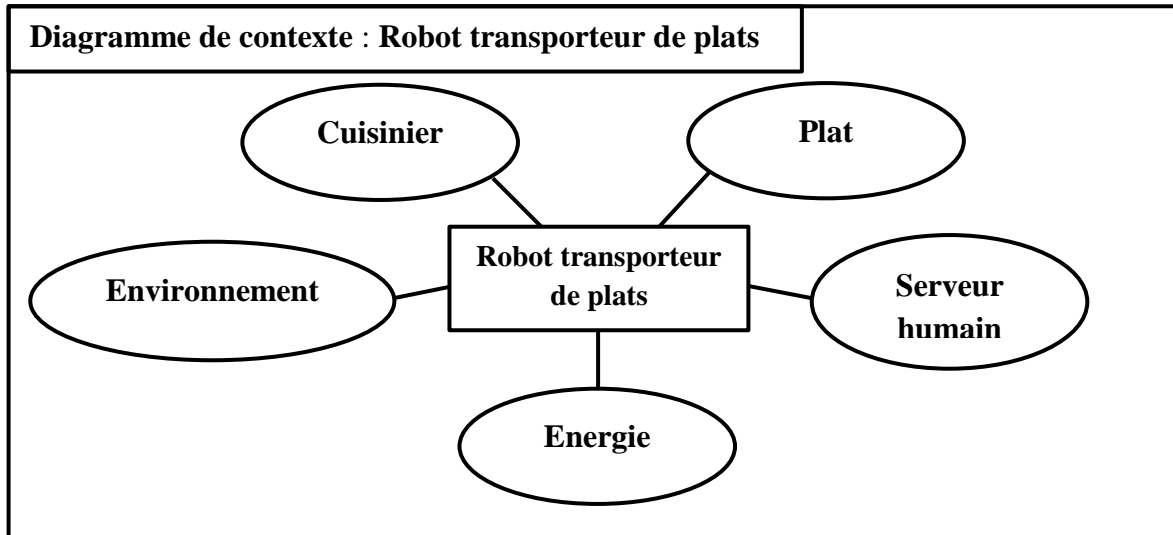 Diagramme de contexte : Robot transporteur de plats
Cuisinier
Plat
Robot transporteur
de plats
Environnement
Serveur
humain
Energie